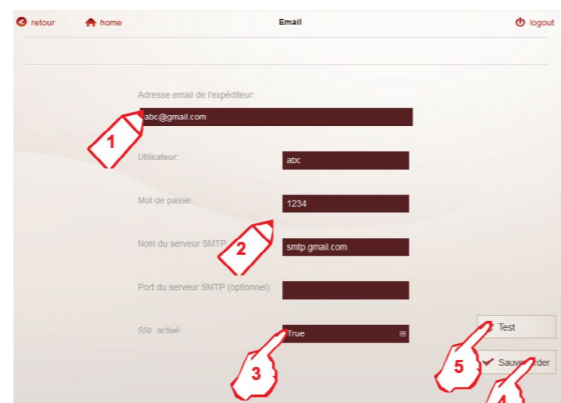 retour home Email logout
Adresse email de l'expéditeur:
abc@gmail.com
1
Utilisateur: abc
Mot de passe: 1234
Nom du serveur SMTP smtp.gmail.com
2
Port du serveur SMTP (optionnel):
SSL activé: True
3
Test
5
4